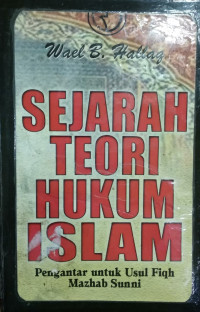 Wael B. Hallaq
SEJARAH
TEORI
HUKUM
ISLAM
Pengantar untuk Usul Fiqh
Mazhab Sunni